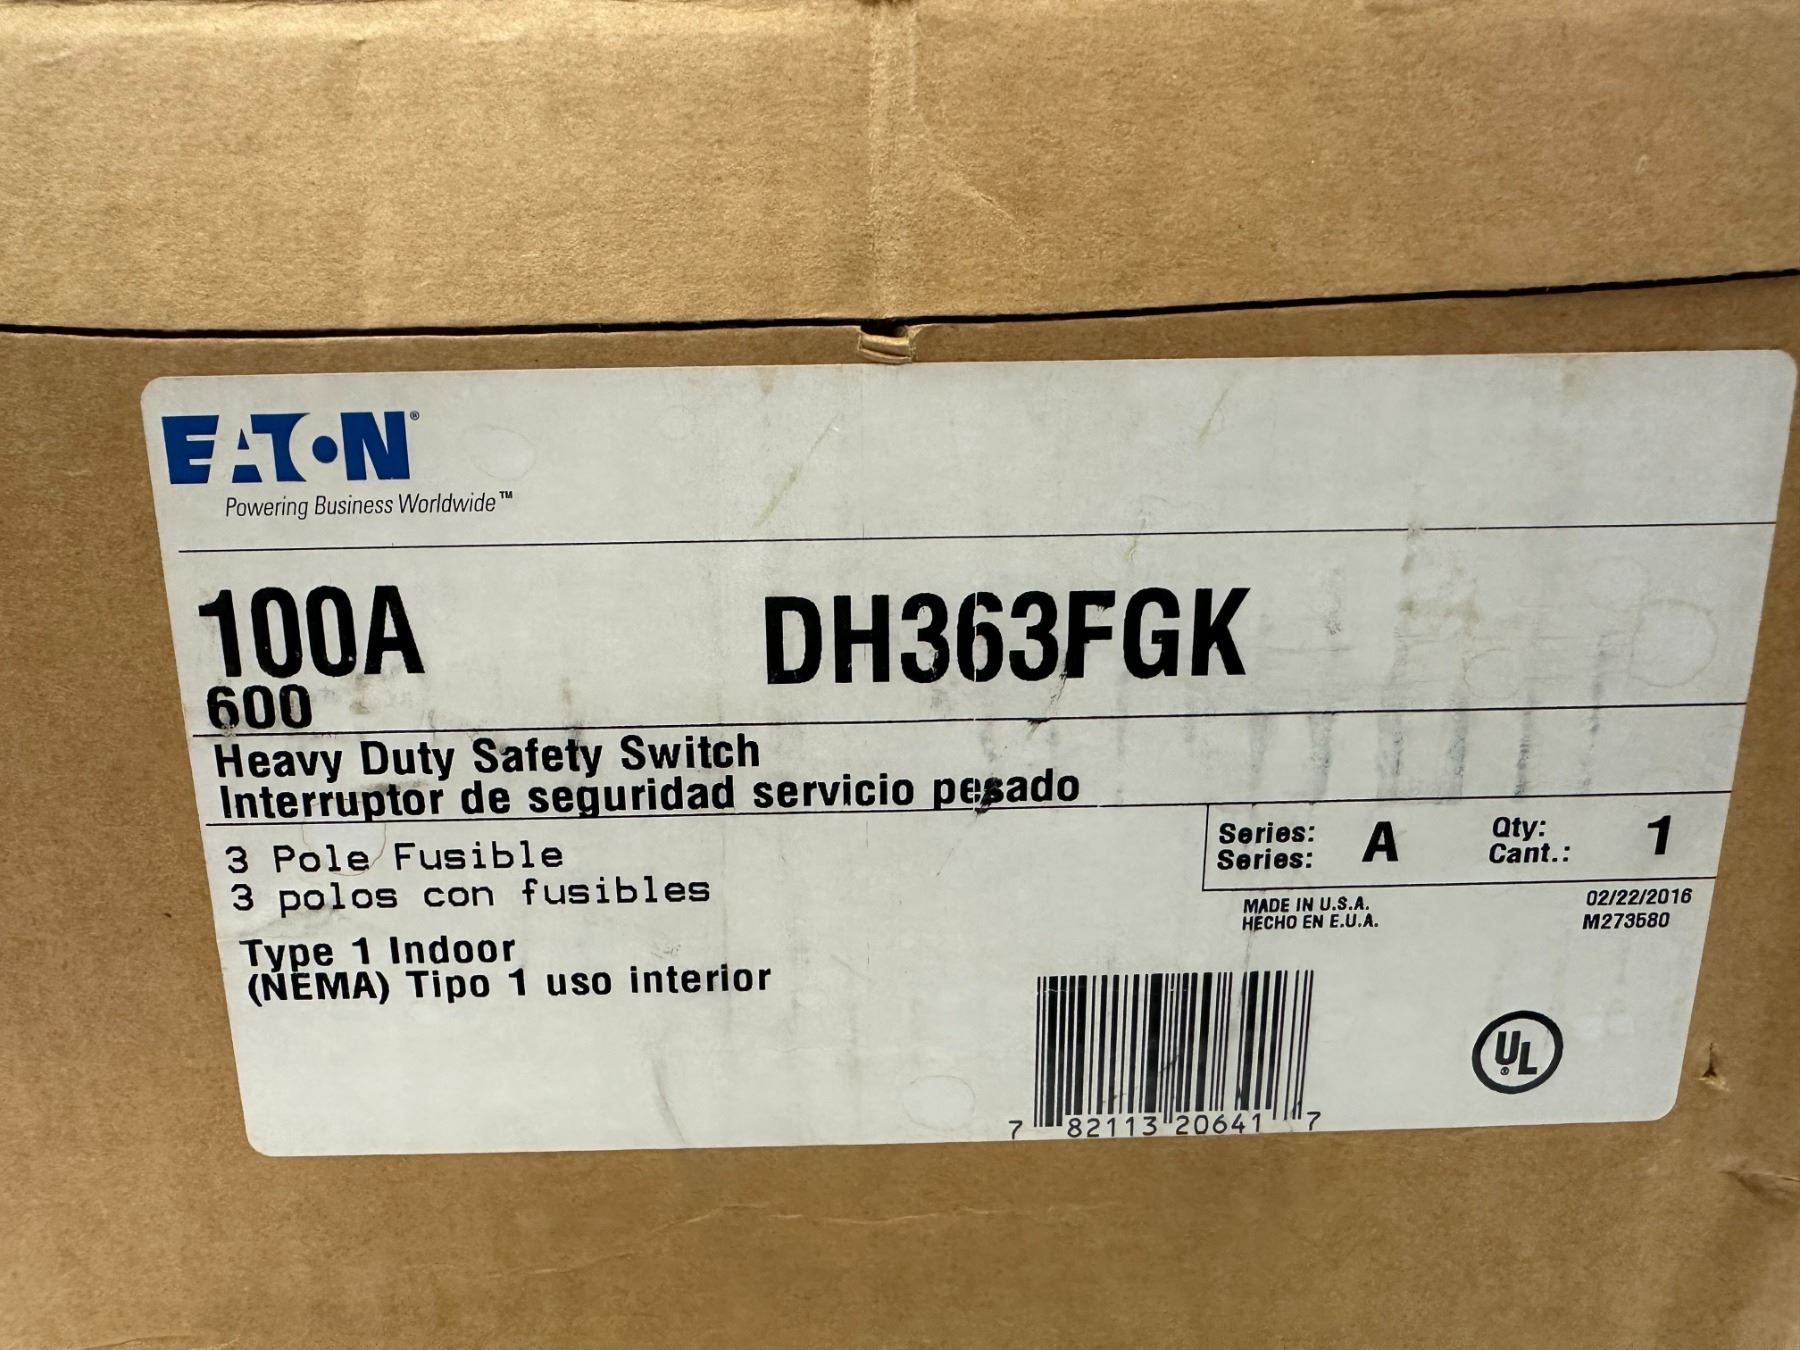 EATON®
Powering Business Worldwide™
100A DH363FGK
600
Heavy Duty Safety Switch
Interruptor de seguridad servicio pesado
3 Pole Fusible
3 polos con fusibles
Series: A Qty: 1
Series: Cant.:
MADE IN U.S.A.
HECHO EN E.U.A.
02/22/2016
M273580
Type 1 Indoor
(NEMA) Tipo 1 uso interior
7 82113 20641 7
UL®